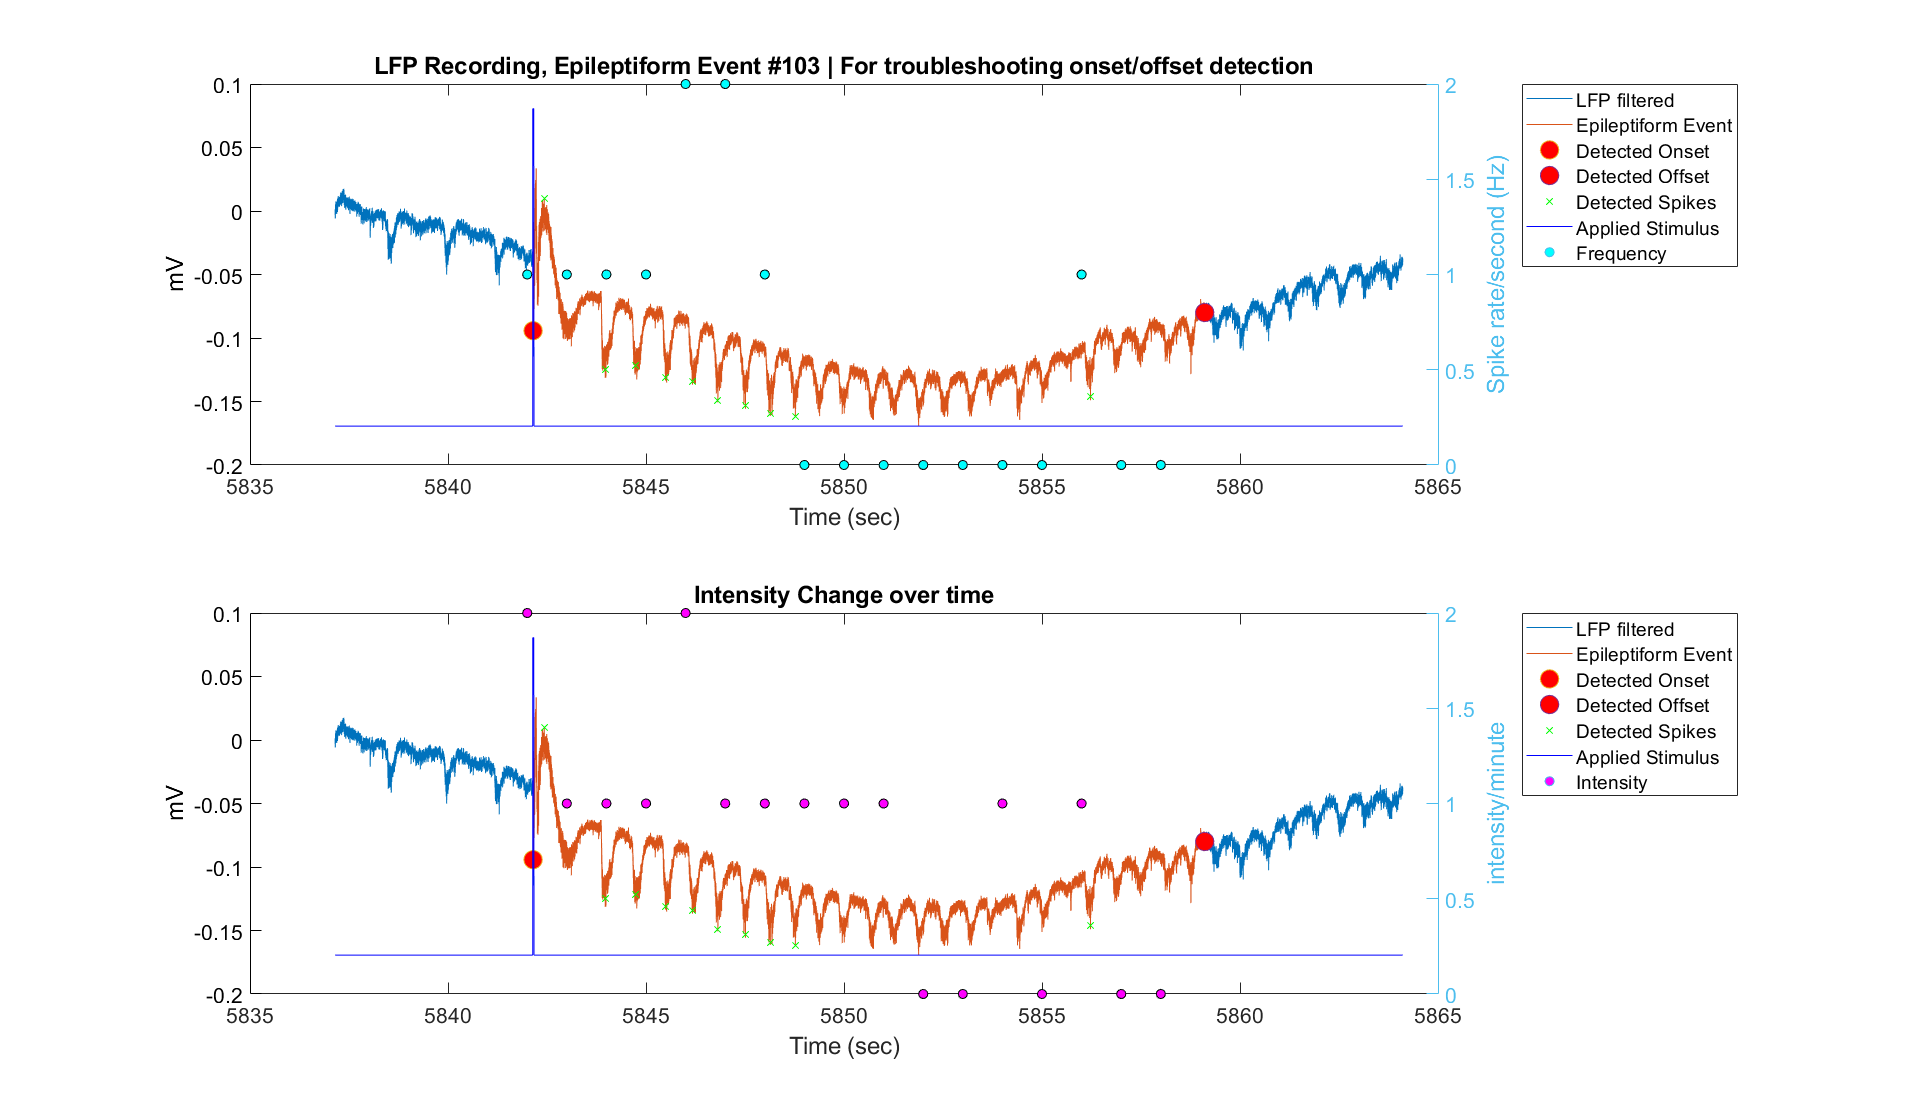 LFP Recording, Epileptiform Event #103 | For troubleshooting onset/offset detection
0.1
0.05
0
-0.05
-0.1
-0.15
-0.2
mV
5835 5840 5845 5850 5855 5860 5865
Time (sec)
2
1.5
1
0.5
0
Spike rate/second (Hz)
LFP filtered
Epileptiform Event
Detected Onset
Detected Offset
Detected Spikes
Applied Stimulus
Frequency
Intensity Change over time
0.1
0.05
0
-0.05
-0.1
-0.15
-0.2
mV
5835 5840 5845 5850 5855 5860 5865
Time (sec)
2
1.5
1
0.5
0
intensity/minute
LFP filtered
Epileptiform Event
Detected Onset
Detected Offset
Detected Spikes
Applied Stimulus
Intensity